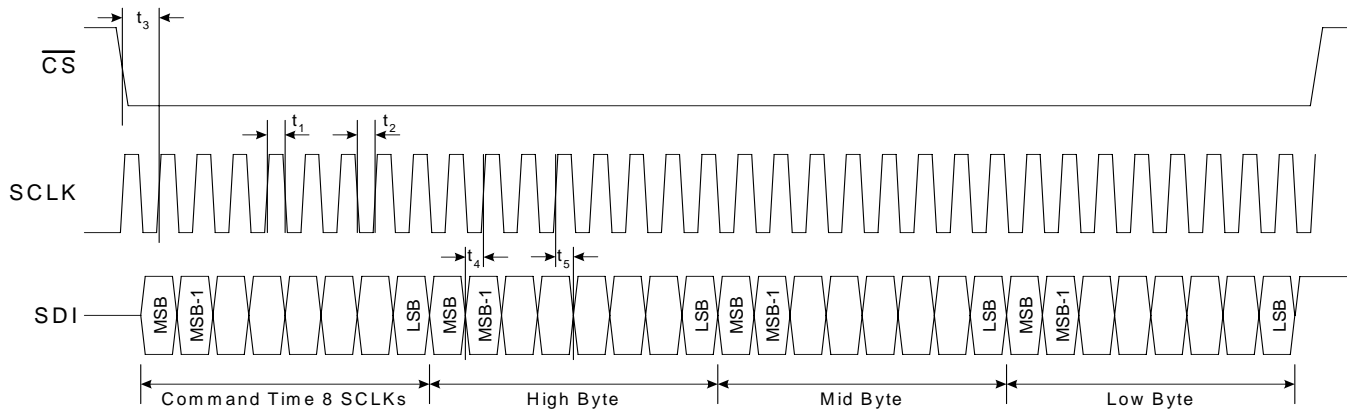 t3
CS
t1
t2
SCLK
t4
t5
SDI
MSB MSB-1 LSB MSB MSB-1 LSB MSB MSB-1 LSB MSB MSB-1 LSB
Command Time 8 SCLKs High Byte Mid Byte Low Byte